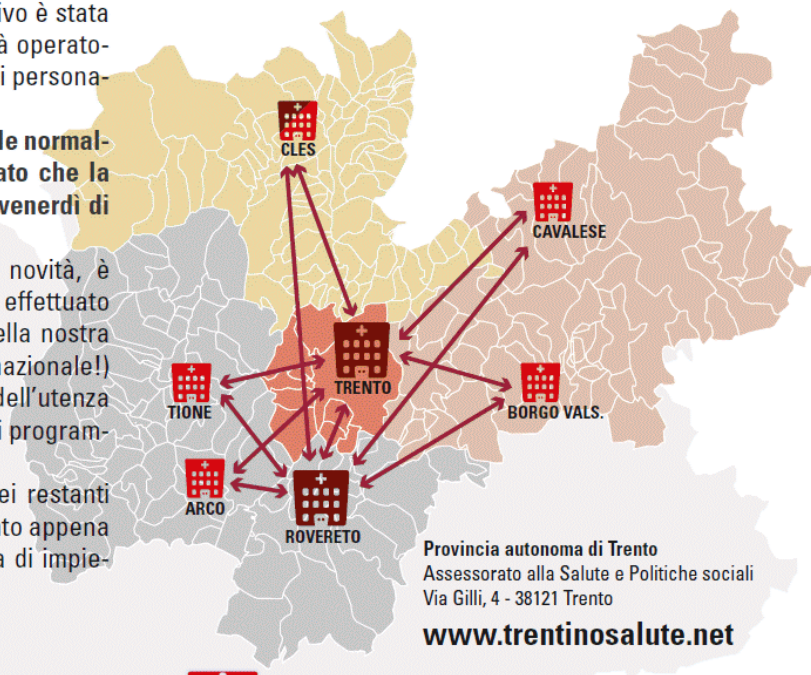 ivo è stata
à operato-
i persona-
le normal-
ato che la
venerdì di
novità, è
effettuato
ella nostra
nazionale!)
dell'utenza
i program-
ei restanti
nto appena
a di impie-
CLES
CAVALESE
TRENTO
TIONE
BORGO VALS.
ARCO
ROVERETO
Provincia autonoma di Trento
Assessorato alla Salute e Politiche sociali
Via Gilli, 4 - 38121 Trento
www.trentinosalute.net